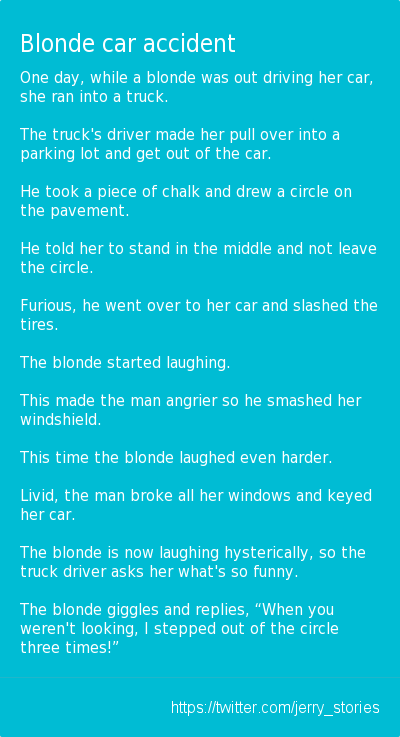 Blonde car accident
One day, while a blonde was out driving her car,
she ran into a truck.
The truck's driver made her pull over into a
parking lot and get out of the car.
He took a piece of chalk and drew a circle on
the pavement.
He told her to stand in the middle and not leave
the circle.
Furious, he went over to her car and slashed the
tires.
The blonde started laughing.
This made the man angrier so he smashed her
windshield.
This time the blonde laughed even harder.
Livid, the man broke all her windows and keyed
her car.
The blonde is now laughing hysterically, so the
truck driver asks her what's so funny.
The blonde giggles and replies, “When you
weren't looking, I stepped out of the circle
three times!”
https://twitter.com/jerry_stories